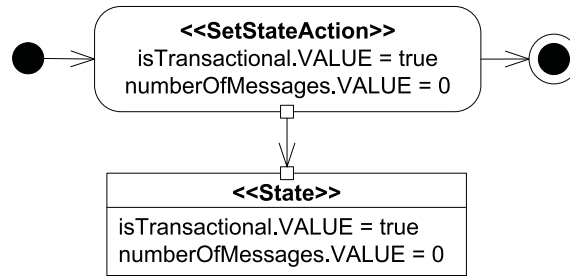 <<SetStateAction>>
isTransactional.VALUE = true
numberOfMessages.VALUE = 0
<<State>>
isTransactional.VALUE = true
numberOfMessages.VALUE = 0